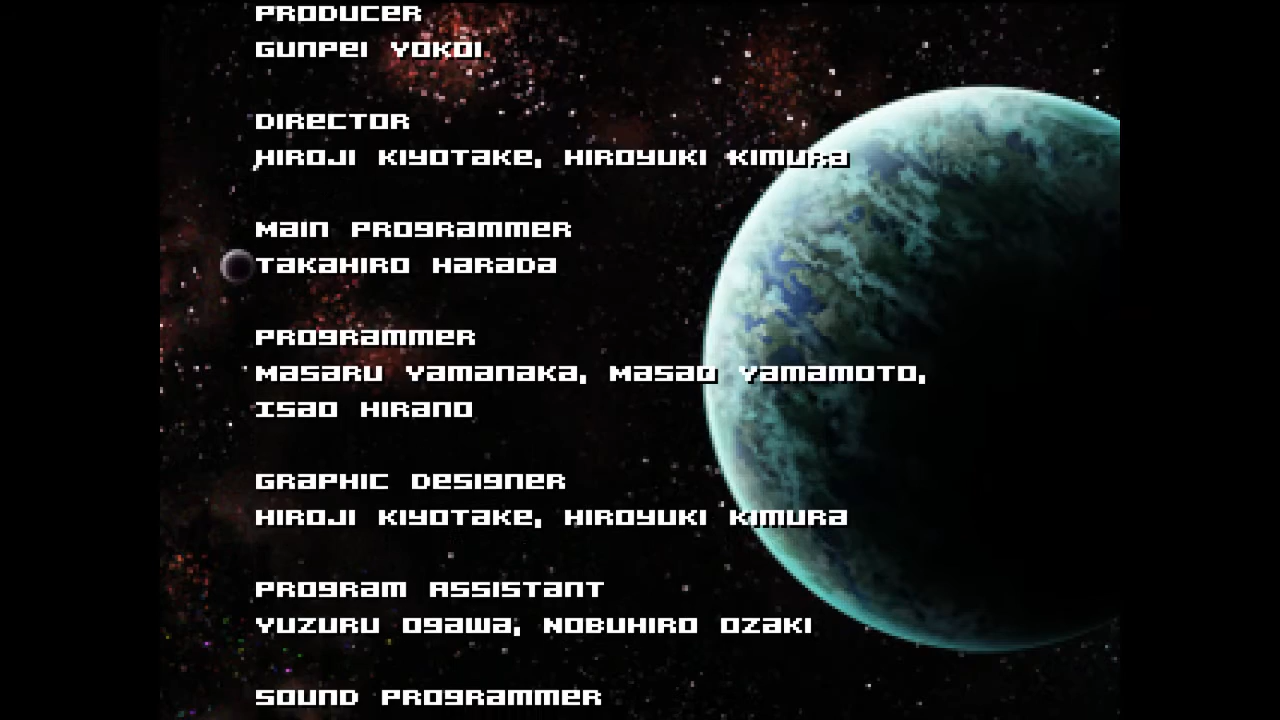 PRODUCER
GUNPEI YOKOI
DIRECTOR
HIROJI KIYOTAKE, HIROYUKI KIMURA
MAIN PROGRAMMER
TAKAHIRO HARADA
PROGRAMMER
MASARU YAMANAKA, MASAO YAMAMOTO,
ISAO HIRANO
GRAPHIC DESIGNER
HIROJI KIYOTAKE, HIROYUKI KIMURA
PROGRAM ASSISTANT
YUZURU OGAWA, NOBUHIRO OZAKI
SOUND PROGRAMMER